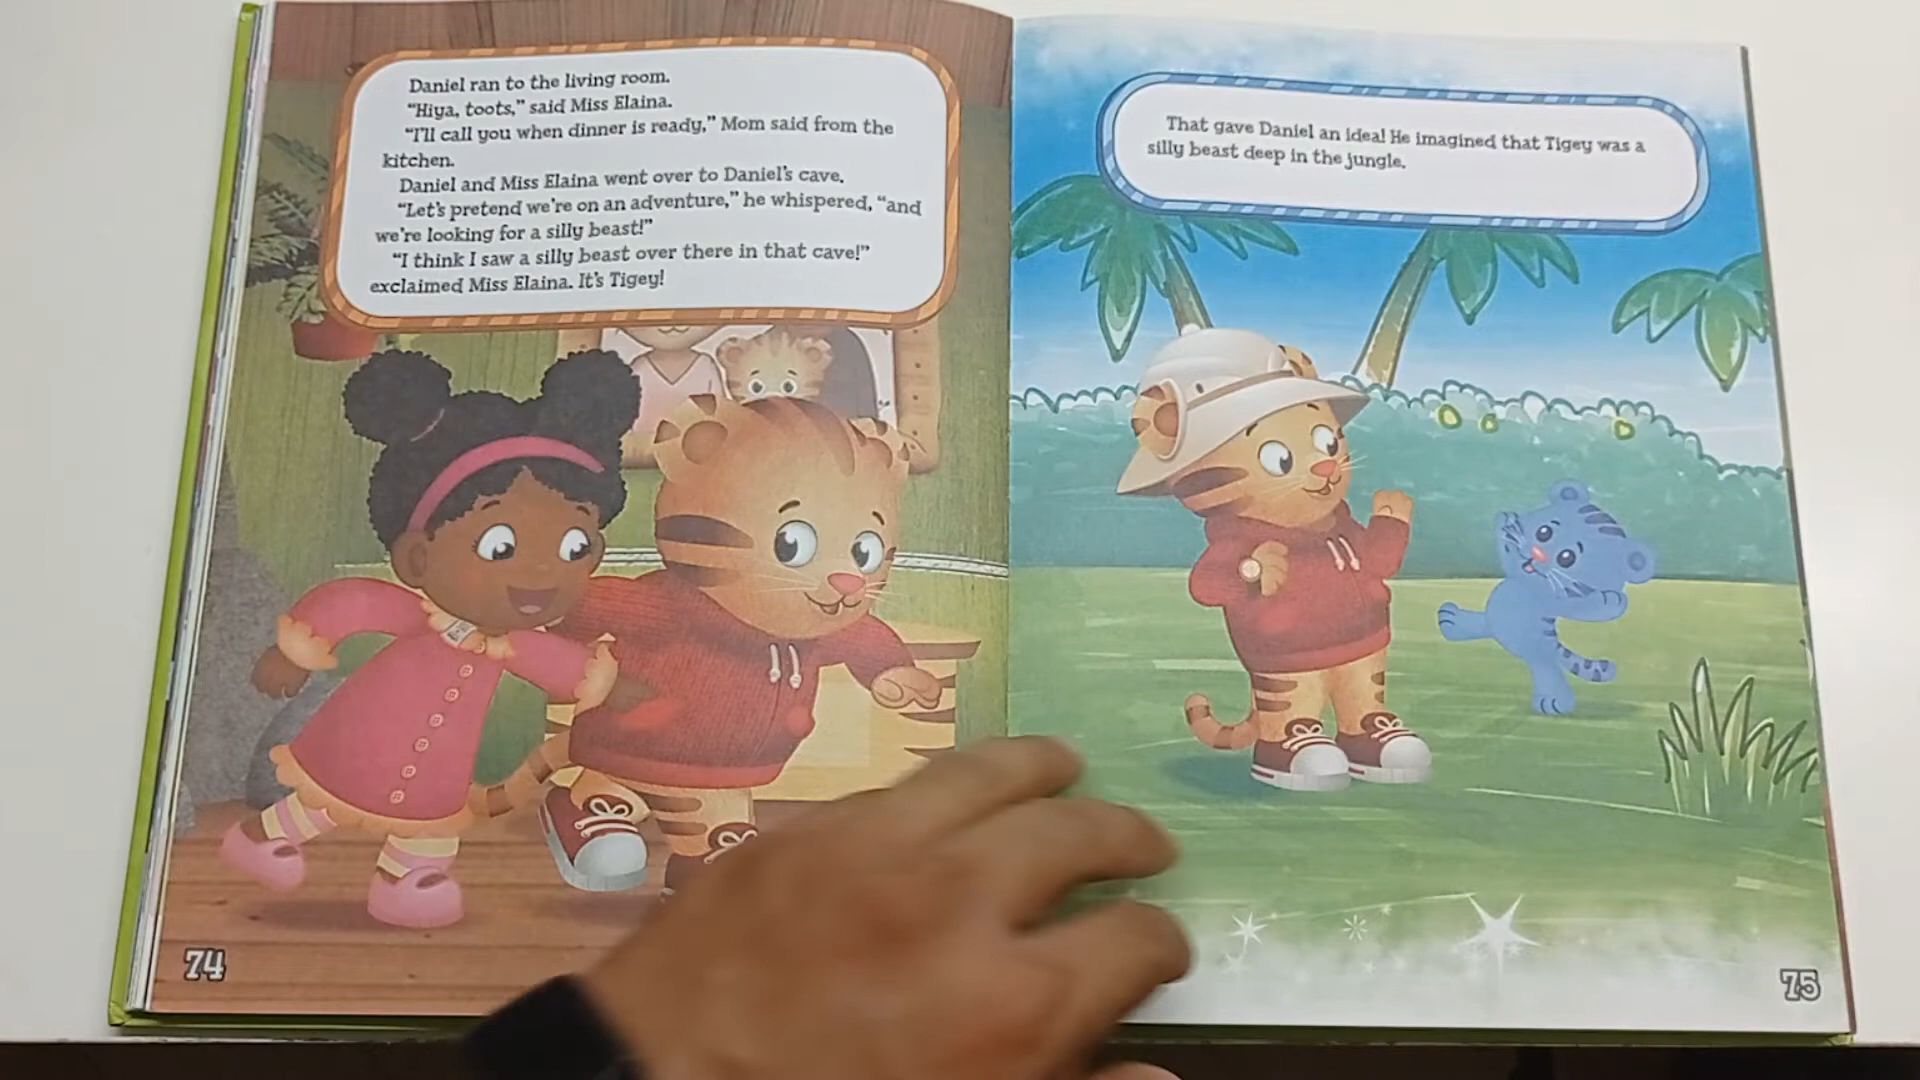 Daniel ran to the living room.
“Hiya, toots,” said Miss Elaina.
“I’ll call you when dinner is ready,” Mom said from the
kitchen.
Daniel and Miss Elaina went over to Daniel’s cave.
“Let’s pretend we’re on an adventure,” he whispered, “and
we’re looking for a silly beast!”
“I think I saw a silly beast over there in that cave!”
exclaimed Miss Elaina. It’s Tigey!
74
That gave Daniel an idea! He imagined that Tigey was a
silly beast deep in the jungle.
75